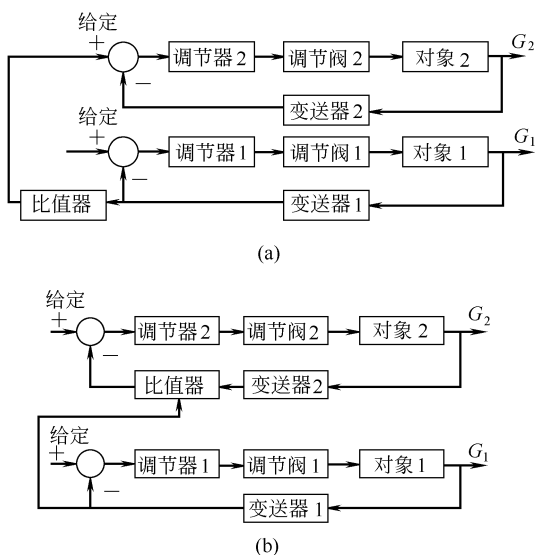 给定
+
调节器2
调节阀2
对象2
G₂
−
变送器2
给定
+
调节器1
调节阀1
对象1
G₁
−
比值器
变送器1
(a)
给定
+
调节器2
调节阀2
对象2
G₂
−
比值器
变送器2
给定
+
调节器1
调节阀1
对象1
G₁
−
变送器1
(b)